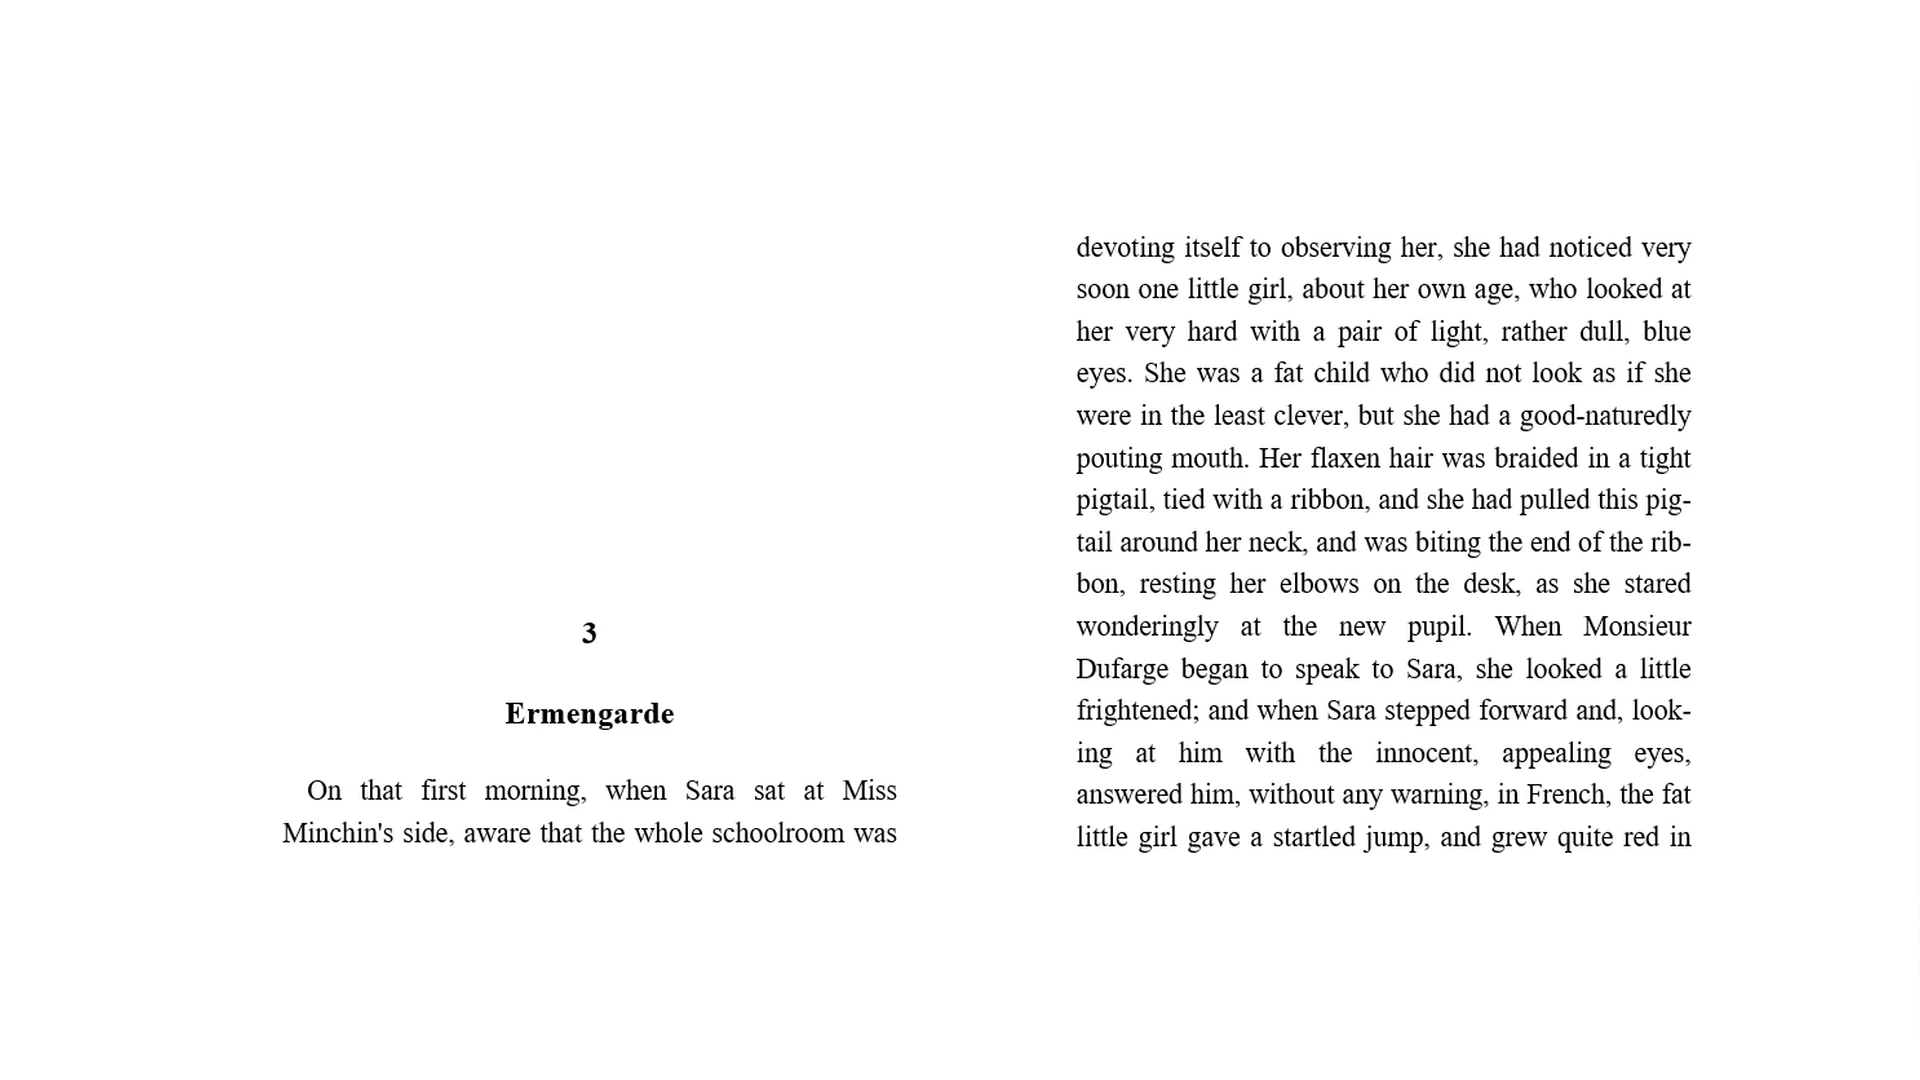 3
Ermengarde
On that first morning, when Sara sat at Miss
Minchin's side, aware that the whole schoolroom was
devoting itself to observing her, she had noticed very
soon one little girl, about her own age, who looked at
her very hard with a pair of light, rather dull, blue
eyes. She was a fat child who did not look as if she
were in the least clever, but she had a good-naturedly
pouting mouth. Her flaxen hair was braided in a tight
pigtail, tied with a ribbon, and she had pulled this pig-
tail around her neck, and was biting the end of the rib-
bon, resting her elbows on the desk, as she stared
wonderingly at the new pupil. When Monsieur
Dufarge began to speak to Sara, she looked a little
frightened; and when Sara stepped forward and, look-
ing at him with the innocent, appealing eyes,
answered him, without any warning, in French, the fat
little girl gave a startled jump, and grew quite red in